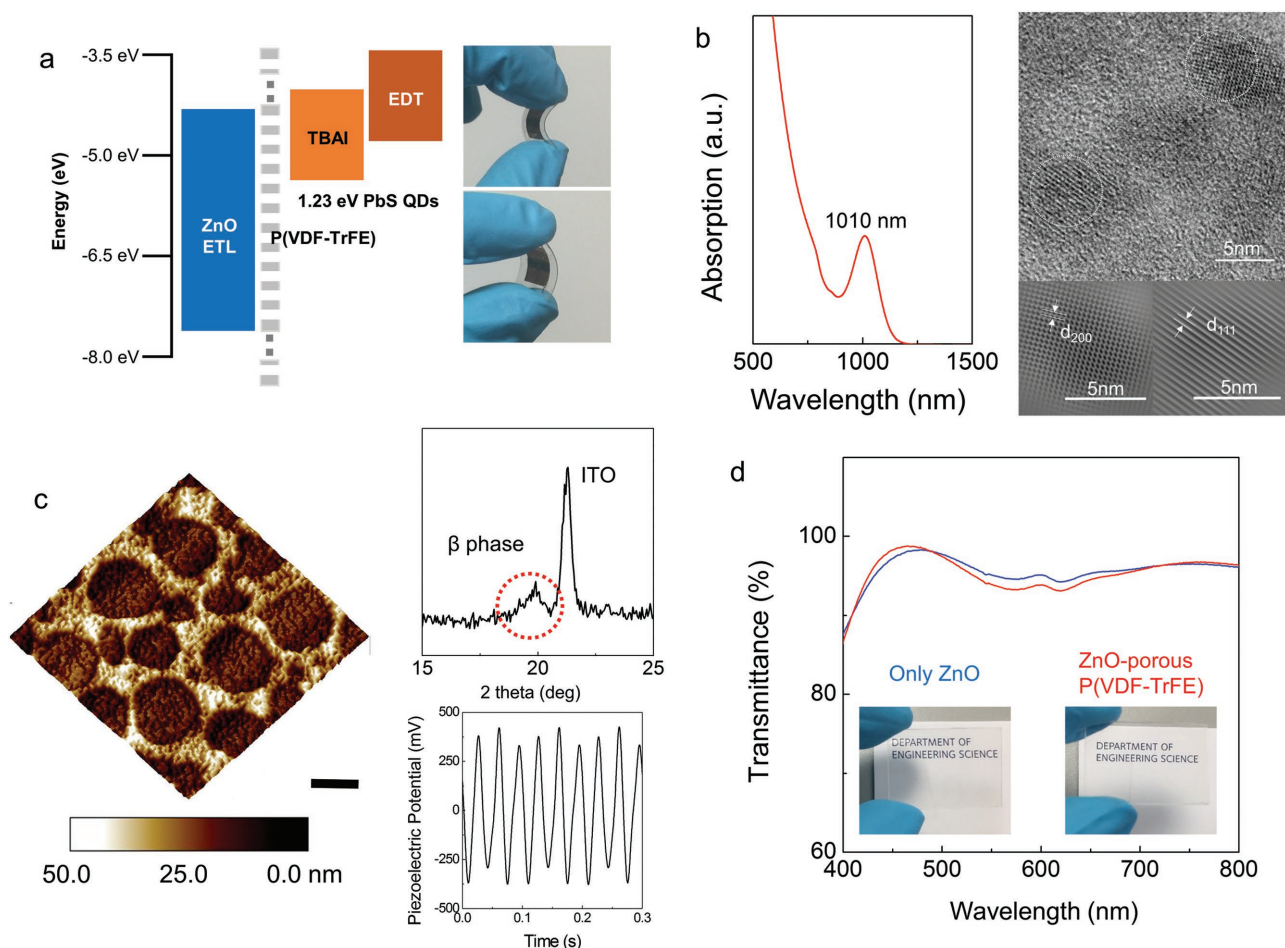 a
-3.5 eV
-5.0 eV
-6.5 eV
-8.0 eV
Energy (eV)
ZnO
ETL
TBAI
EDT
1.23 eV PbS QDs
P(VDF-TrFE)
b
Absorption (a.u.)
1010 nm
500
1000
1500
Wavelength (nm)
5nm
d200
5nm
d111
5nm
c
50.0
25.0
0.0 nm
β phase
ITO
15
20
25
2 theta (deg)
Piezoelectric Potential (mV)
500
250
0
-250
-500
0.0
0.1
0.2
0.3
Time (s)
d
Transmittance (%)
100
80
60
Only ZnO
ZnO-porous
P(VDF-TrFE)
DEPARTMENT OF
ENGINEERING SCIENCE
DEPARTMENT OF
ENGINEERING SCIENCE
400
500
600
700
800
Wavelength (nm)